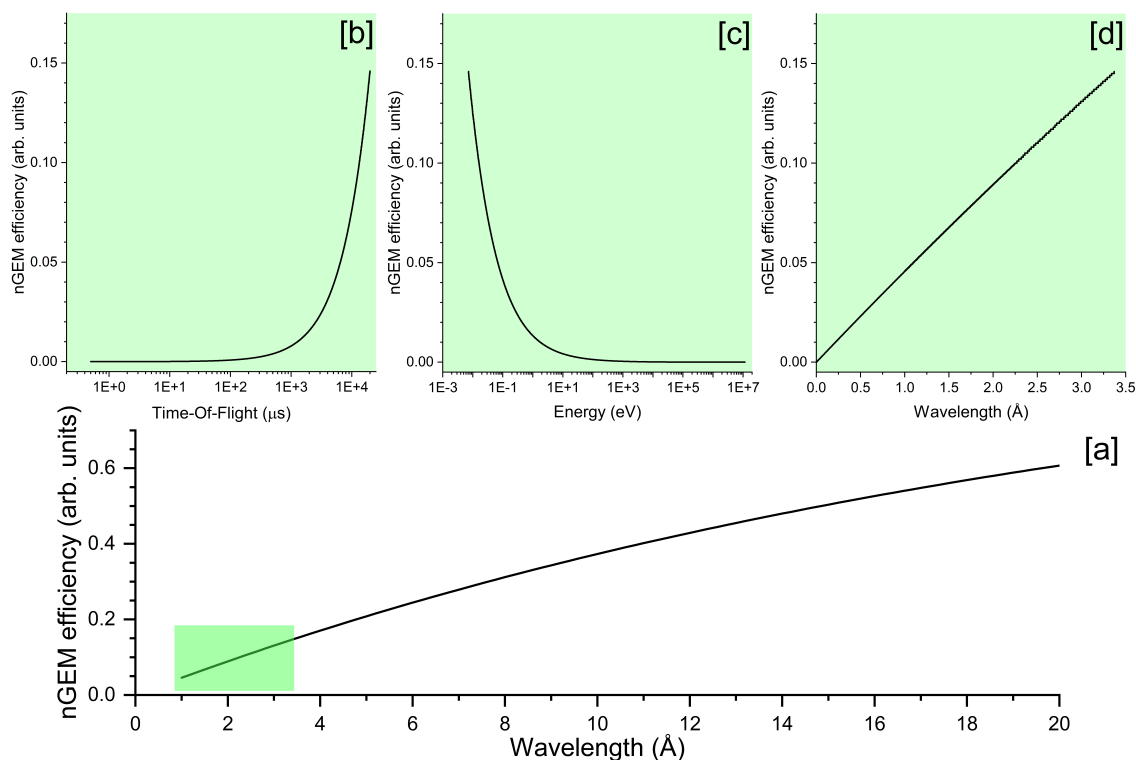 [b]
nGEM efficiency (arb. units)
0.15
0.10
0.05
0.00
1E+0 1E+1 1E+2 1E+3 1E+4
Time-Of-Flight (μs)
[c]
nGEM efficiency (arb. units)
0.15
0.10
0.05
0.00
1E-3 1E-1 1E+1 1E+3 1E+5 1E+7
Energy (eV)
[d]
nGEM efficiency (arb. units)
0.15
0.10
0.05
0.00
0.0 0.5 1.0 1.5 2.0 2.5 3.0 3.5
Wavelength (Å)
[a]
nGEM efficiency (arb. units)
0.6
0.4
0.2
0.0
0 2 4 6 8 10 12 14 16 18 20
Wavelength (Å)